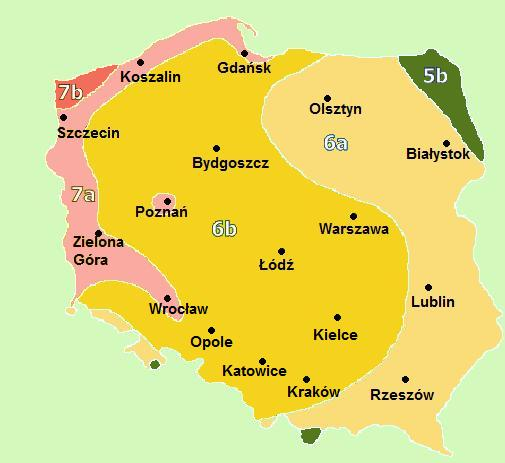 Koszalin
Gdańsk
5b
7b
Olsztyn
Szczecin
6a
Białystok
Bydgoszcz
7a
Poznań
6b
Warszawa
Zielona
Góra
Łódź
Wrocław
Lublin
Kielce
Opole
Katowice
Kraków
Rzeszów